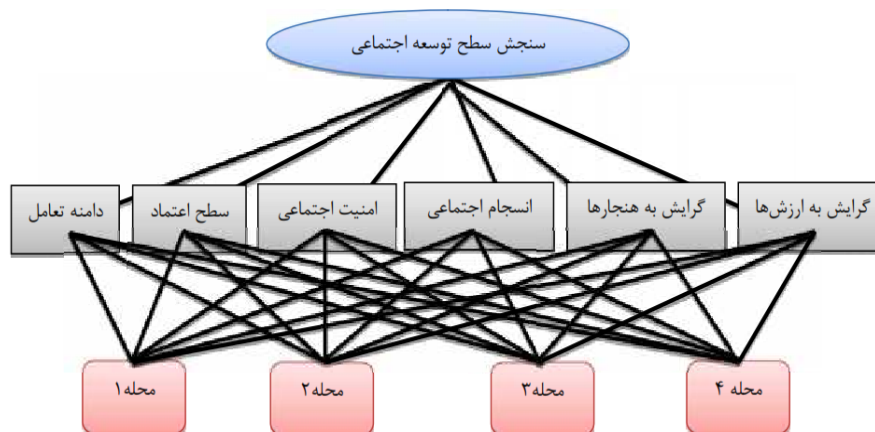 سنجش سطح توسعه اجتماعی
گرایش به ارزش‌ها
گرایش به هنجارها
انسجام اجتماعی
امنیت اجتماعی
سطح اعتماد
دامنه تعامل
محله ۴
محله۳
محله۲
محله۱